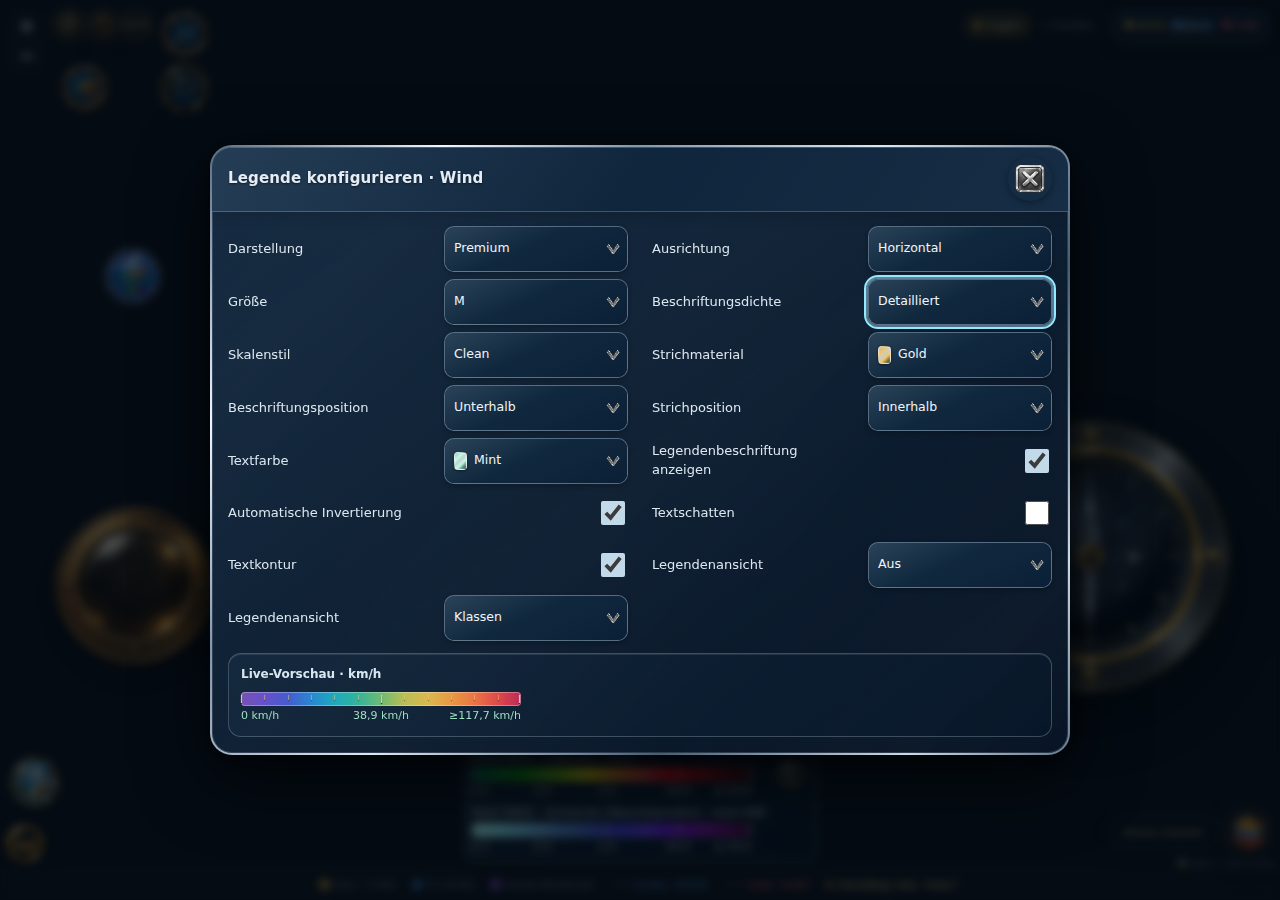 Legende konfigurieren · Wind
Darstellung
Premium
Ausrichtung
Horizontal
Größe
M
Beschriftungsdichte
Detailliert
Skalenstil
Clean
Strichmaterial
Gold
Beschriftungsposition
Unterhalb
Strichposition
Innerhalb
Textfarbe
Mint
Legendenbeschriftung
anzeigen
Automatische Invertierung
Textschatten
Textkontur
Legendenansicht
Aus
Legendenansicht
Klassen
Live-Vorschau · km/h
0 km/h
38,9 km/h
≥117,7 km/h